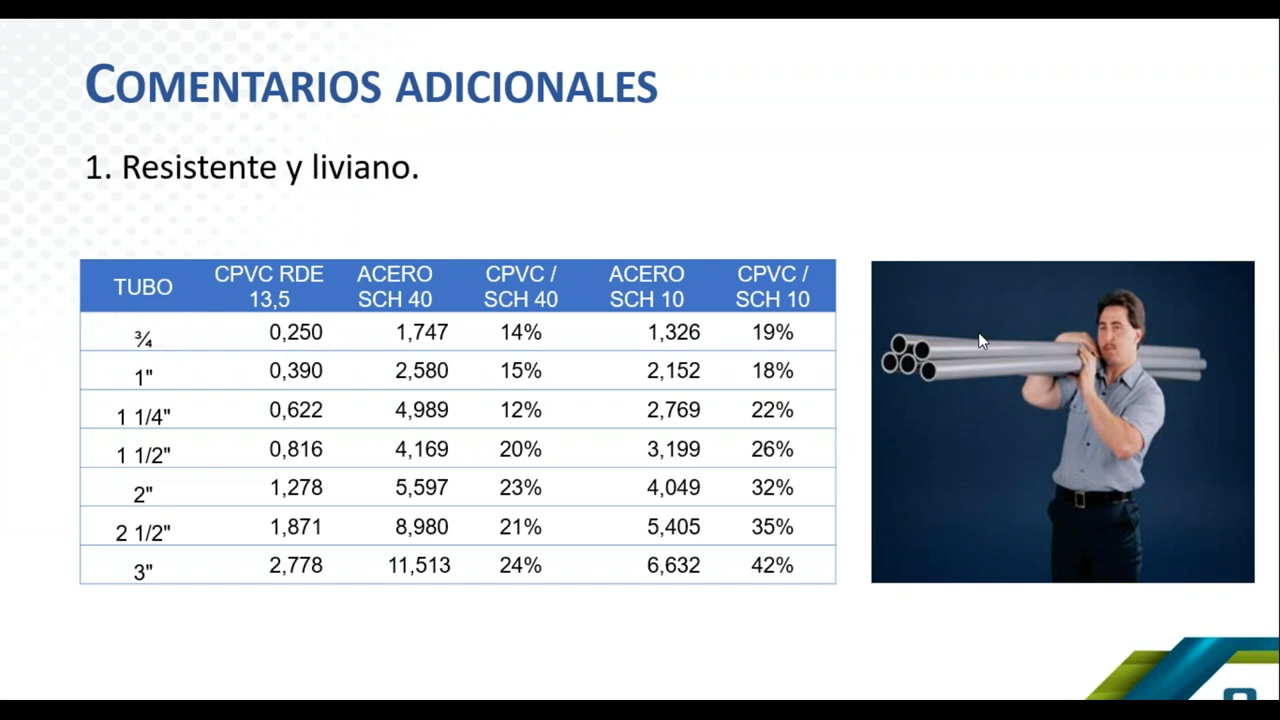 COMENTARIOS ADICIONALES
1. Resistente y liviano.
TUBO CPVC RDE 13,5 ACERO SCH 40 CPVC / SCH 40 ACERO SCH 10 CPVC / SCH 10
¾ 0,250 1,747 14% 1,326 19%
1" 0,390 2,580 15% 2,152 18%
1 1/4" 0,622 4,989 12% 2,769 22%
1 1/2" 0,816 4,169 20% 3,199 26%
2" 1,278 5,597 23% 4,049 32%
2 1/2" 1,871 8,980 21% 5,405 35%
3" 2,778 11,513 24% 6,632 42%